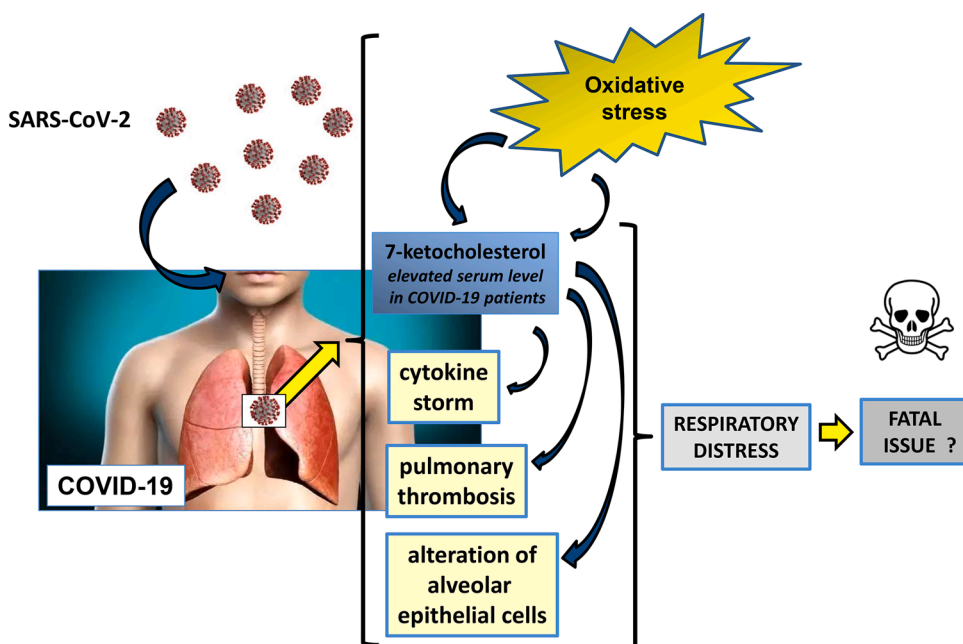 SARS-CoV-2
Oxidative
stress
7-ketocholesterol
elevated serum level
in COVID-19 patients
cytokine
storm
COVID-19
pulmonary
thrombosis
alteration of
alveolar
epithelial cells
RESPIRATORY
DISTRESS
FATAL
ISSUE ?